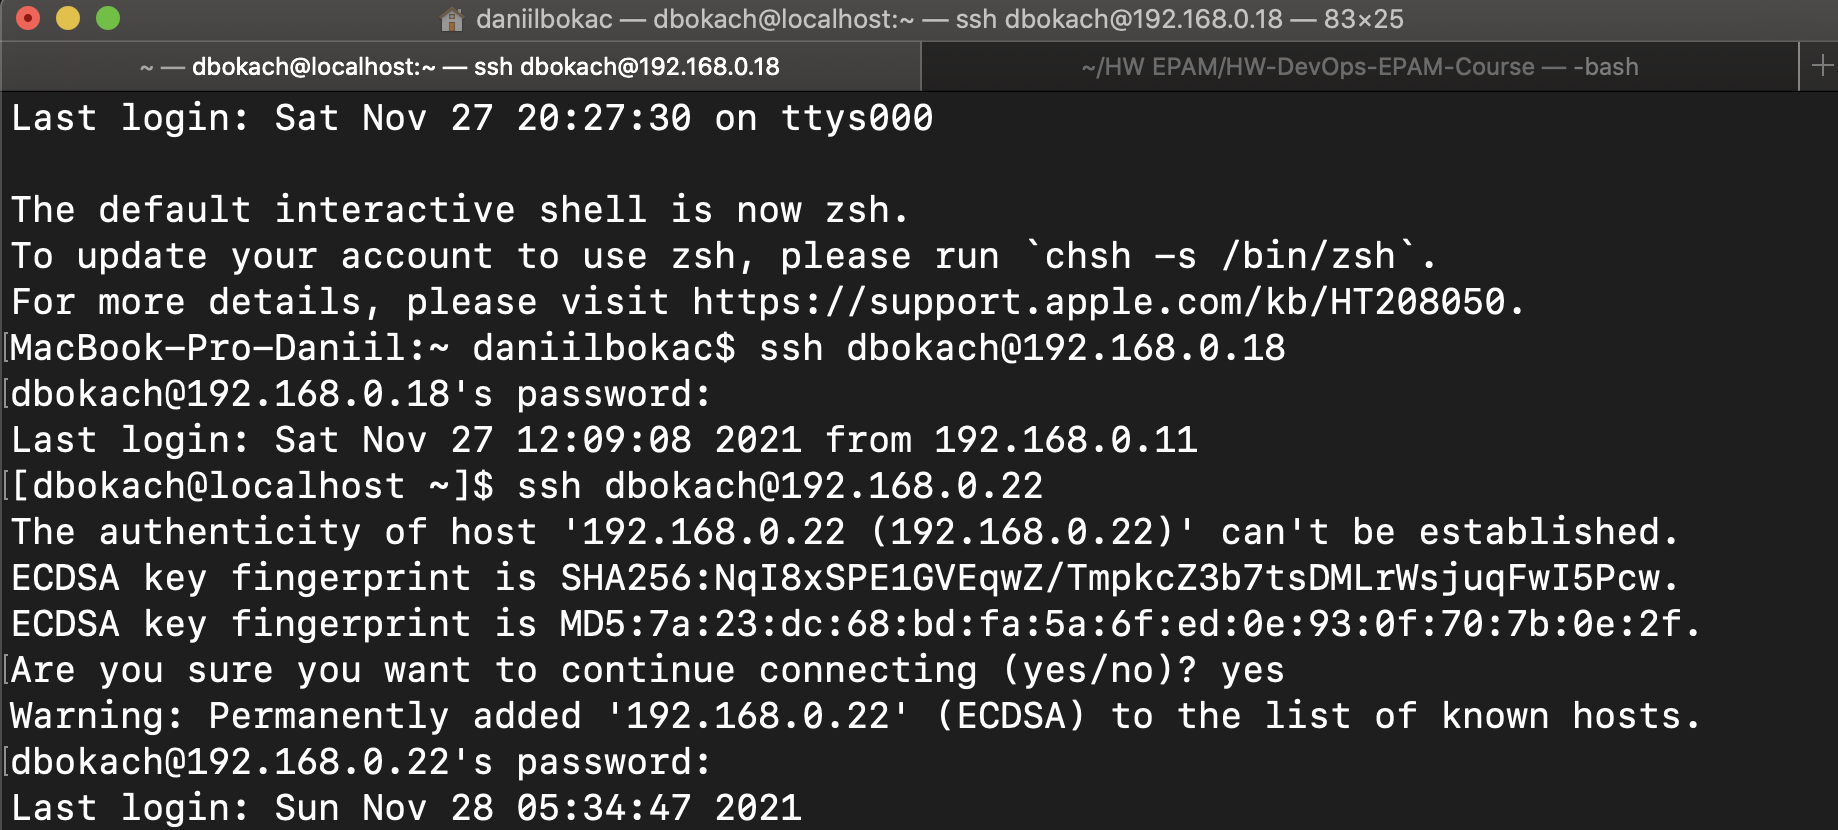 daniilbokac — dbokach@localhost:~ — ssh dbokach@192.168.0.18 — 83×25
~ — dbokach@localhost:~ — ssh dbokach@192.168.0.18
~/HW EPAM/HW-DevOps-EPAM-Course — -bash
Last login: Sat Nov 27 20:27:30 on ttys000
The default interactive shell is now zsh.
To update your account to use zsh, please run `chsh -s /bin/zsh`.
For more details, please visit https://support.apple.com/kb/HT208050.
MacBook-Pro-Daniil:~ daniilbokac$ ssh dbokach@192.168.0.18
dbokach@192.168.0.18's password:
Last login: Sat Nov 27 12:09:08 2021 from 192.168.0.11
[dbokach@localhost ~]$ ssh dbokach@192.168.0.22
The authenticity of host '192.168.0.22 (192.168.0.22)' can't be established.
ECDSA key fingerprint is SHA256:NqI8xSPE1GVEqwZ/TmpkcZ3b7tsDMLrWsjuqFwI5Pcw.
ECDSA key fingerprint is MD5:7a:23:dc:68:bd:fa:5a:6f:ed:0e:93:0f:70:7b:0e:2f.
Are you sure you want to continue connecting (yes/no)? yes
Warning: Permanently added '192.168.0.22' (ECDSA) to the list of known hosts.
dbokach@192.168.0.22's password:
Last login: Sun Nov 28 05:34:47 2021